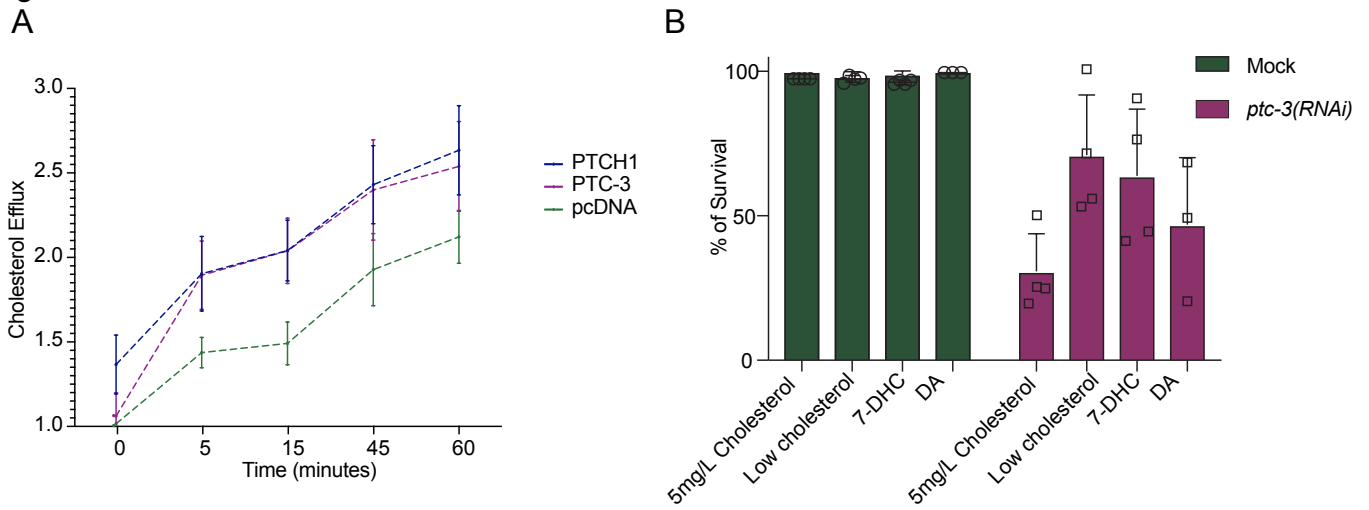 A
Cholesterol Efflux
3.0
2.5
2.0
1.5
1.0
0
5
15
45
60
Time (minutes)
PTCH1
PTC-3
pcDNA
B
% of Survival
100
50
0
5mg/L Cholesterol
Low cholesterol
7-DHC
DA
5mg/L Cholesterol
Low cholesterol
7-DHC
DA
Mock
ptc-3(RNAi)